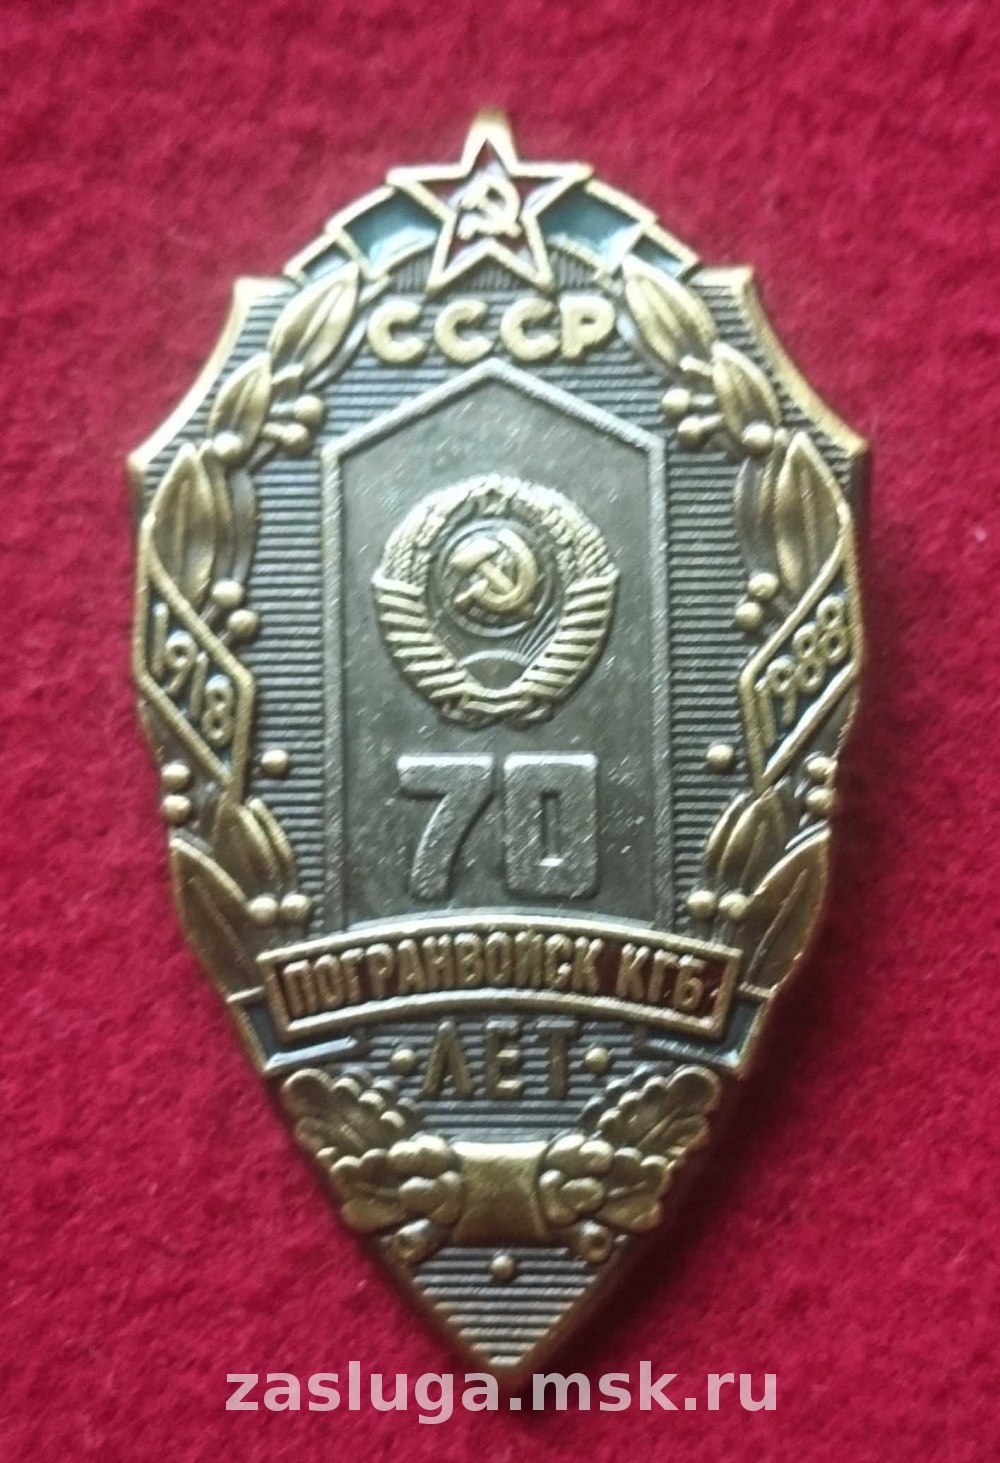 СССР
1918
1988
70
ПОГРАНВОЙСК КГБ
ЛЕТ
zasluga.msk.ru